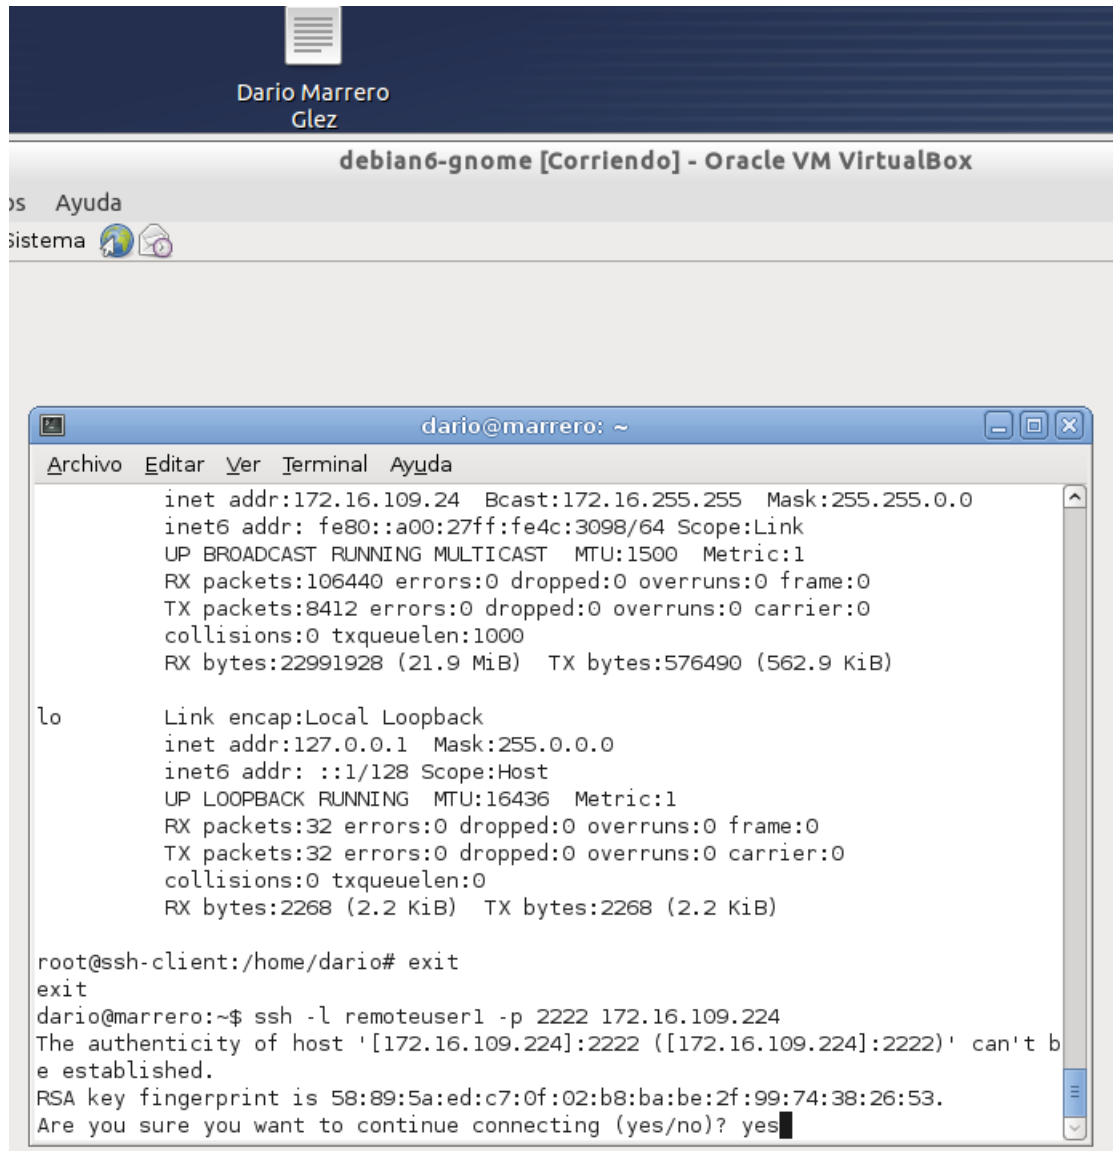 Dario Marrero
Glez
debian6-gnome [Corriendo] - Oracle VM VirtualBox
os Ayuda
Sistema
dario@marrero: ~
Archivo Editar Ver Terminal Ayuda
inet addr:172.16.109.24  Bcast:172.16.255.255  Mask:255.255.0.0
inet6 addr: fe80::a00:27ff:fe4c:3098/64 Scope:Link
UP BROADCAST RUNNING MULTICAST  MTU:1500  Metric:1
RX packets:106440 errors:0 dropped:0 overruns:0 frame:0
TX packets:8412 errors:0 dropped:0 overruns:0 carrier:0
collisions:0 txqueuelen:1000
RX bytes:22991928 (21.9 MiB)  TX bytes:576490 (562.9 KiB)
lo        Link encap:Local Loopback
inet addr:127.0.0.1  Mask:255.0.0.0
inet6 addr: ::1/128 Scope:Host
UP LOOPBACK RUNNING  MTU:16436  Metric:1
RX packets:32 errors:0 dropped:0 overruns:0 frame:0
TX packets:32 errors:0 dropped:0 overruns:0 carrier:0
collisions:0 txqueuelen:0
RX bytes:2268 (2.2 KiB)  TX bytes:2268 (2.2 KiB)
root@ssh-client:/home/dario# exit
exit
dario@marrero:~$ ssh -l remoteuser1 -p 2222 172.16.109.224
The authenticity of host '[172.16.109.224]:2222 ([172.16.109.224]:2222)' can't b
e established.
RSA key fingerprint is 58:89:5a:ed:c7:0f:02:b8:ba:be:2f:99:74:38:26:53.
Are you sure you want to continue connecting (yes/no)? yes